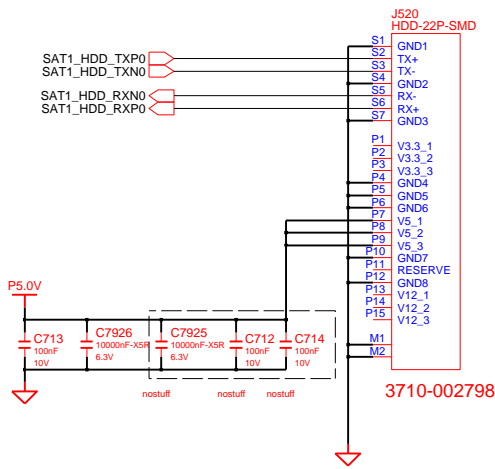 J520
HDD-22P-SMD
S1 GND1
SAT1_HDD_TXP0 S2 TX+
SAT1_HDD_TXN0 S3 TX-
S4 GND2
SAT1_HDD_RXN0 S5 RX-
SAT1_HDD_RXP0 S6 RX+
S7 GND3
P1 V3.3_1
P2 V3.3_2
P3 V3.3_3
P4 GND4
P5 GND5
P6 GND6
P7 V5_1
P8 V5_2
P9 V5_3
P10 GND7
P11 RESERVE
P12 GND8
P13 V12_1
P14 V12_2
P15 V12_3
M1
M2
3710-002798
P5.0V
C713 C7926 C7925 C712 C714
100nF 10000nF-X5R 10000nF-X5R 100nF 100nF
10V 6.3V 6.3V 10V 10V
nostuff nostuff nostuff